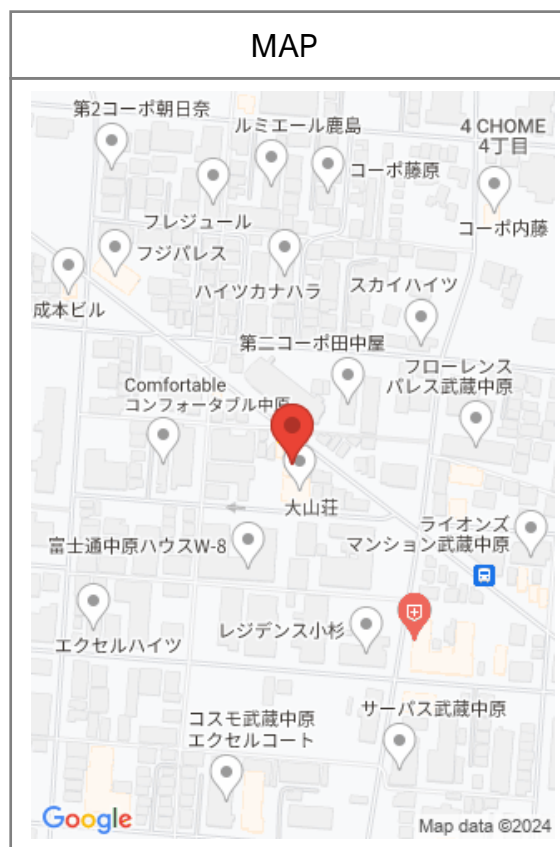 MAP
第2コーポ朝日奈
ルミエール鹿島
4 CHOME
4丁目
コーポ藤原
フレジュール
コーポ内藤
フジパレス
ハイツカナハラ
スカイハイツ
成本ビル
第二コーポ田中屋
フローレンス
パレス武蔵中原
Comfortable
コンフォータブル中原
大山荘
ライオンズ
マンション武蔵中原
富士通中原ハウスW-8
レジデンス小杉
エクセルハイツ
コスモ武蔵中原
エクセルコート
サーパス武蔵中原
Google
Map data ©2024